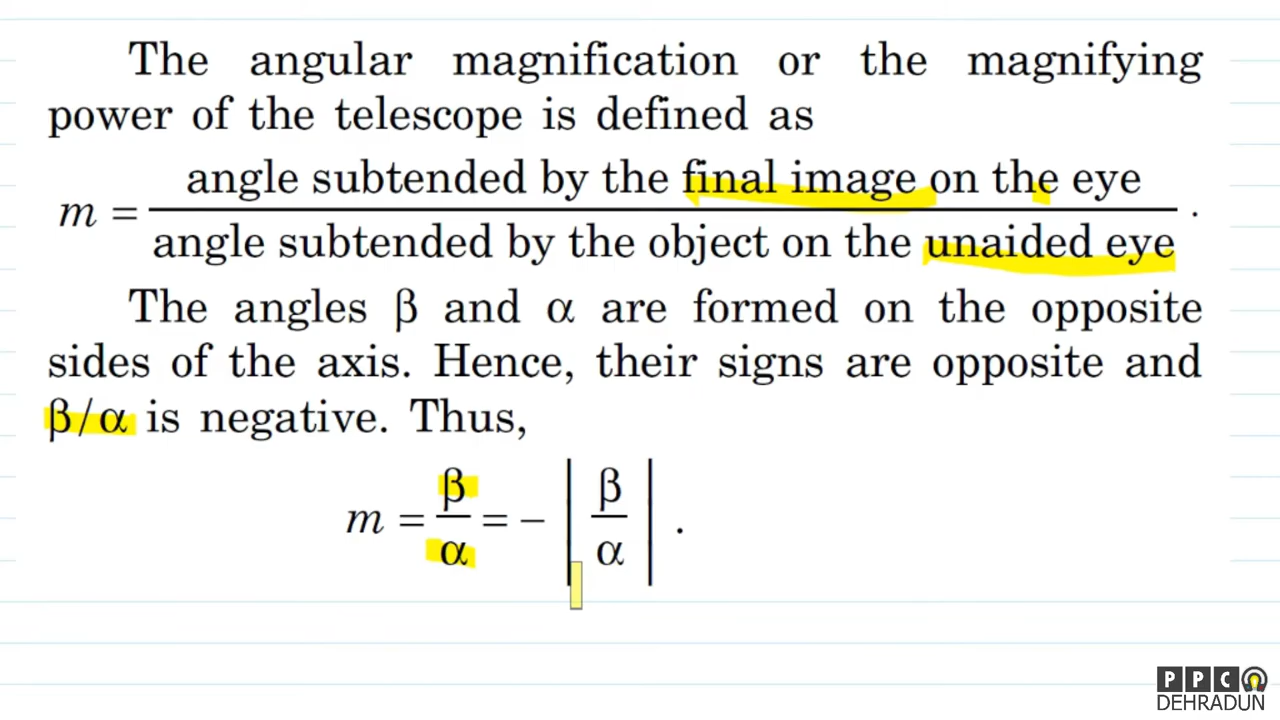 The angular magnification or the magnifying
power of the telescope is defined as
m = angle subtended by the final image on the eye / angle subtended by the object on the unaided eye .
The angles β and α are formed on the opposite
sides of the axis. Hence, their signs are opposite and
β/α is negative. Thus,
m = β/α = − |β/α| .
PPC
DEHRADUN